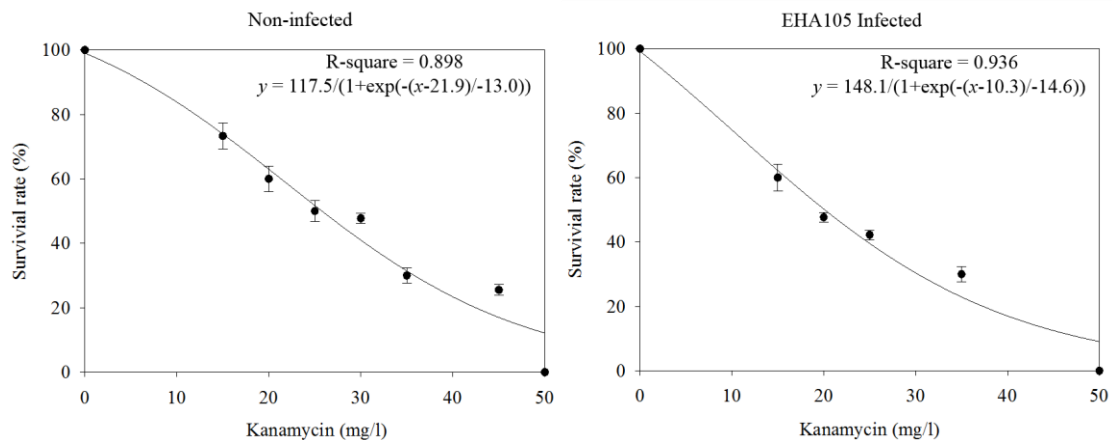 Non-infected
R-square = 0.898
y = 117.5/(1+exp(-(x-21.9)/-13.0))
100
80
60
40
20
0
Survivial rate (%)
0 10 20 30 40 50
Kanamycin (mg/l)
EHA105 Infected
R-square = 0.936
y = 148.1/(1+exp(-(x-10.3)/-14.6))
100
80
60
40
20
0
Survivial rate (%)
0 10 20 30 40 50
Kanamycin (mg/l)